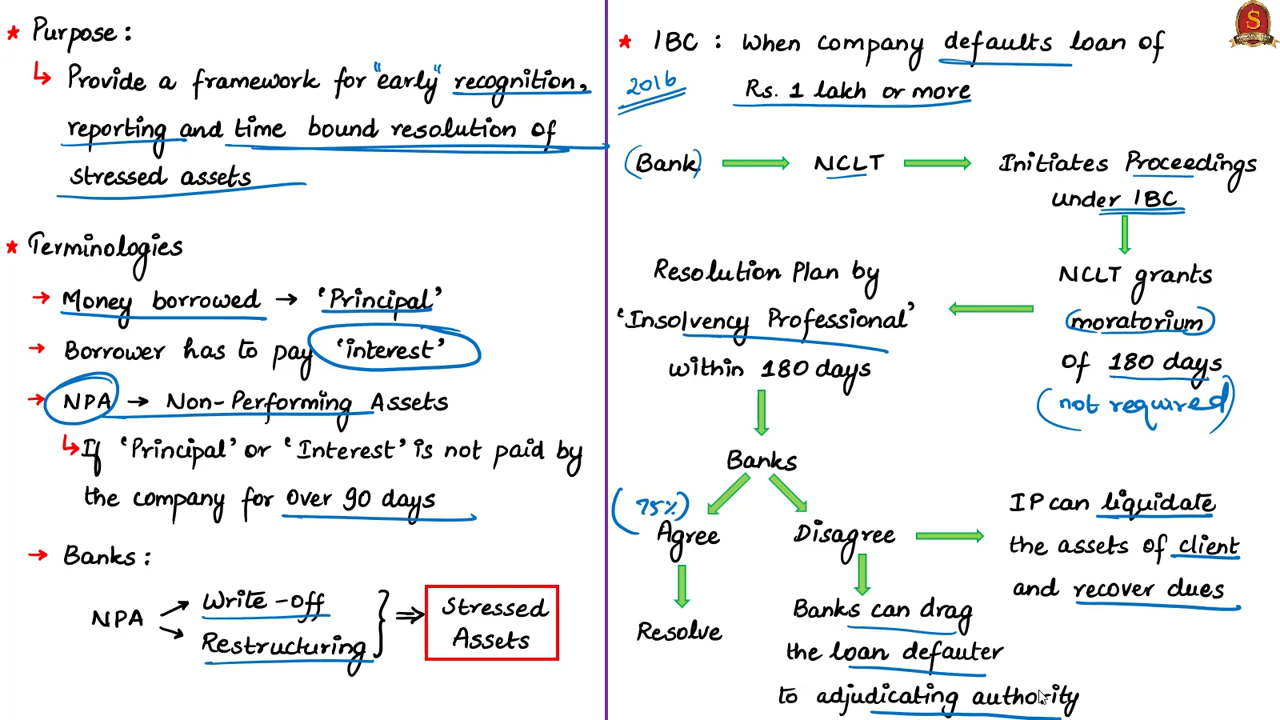 * Purpose:
↳ Provide a framework for "early" recognition,
reporting and time bound resolution of
stressed assets
* Terminologies
→ Money borrowed → 'Principal'
→ Borrower has to pay 'interest'
→ NPA → Non-Performing Assets
↳ If 'Principal' or 'Interest' is not paid by
the company for over 90 days
→ Banks:
NPA → Write-off
→ Restructuring
} ⇒ Stressed
Assets
* IBC: When company defaults loan of
2016 Rs. 1 lakh or more
(Bank) → NCLT → Initiates Proceedings
under IBC
NCLT grants
(moratorium)
of 180 days
(not required)
Resolution Plan by
'Insolvency Professional'
within 180 days
Banks
(75%)
Agree
Resolve
Disagree
Banks can drag
the loan defauter
to adjudicating authority
IP can liquidate
the assets of client
and recover dues
S